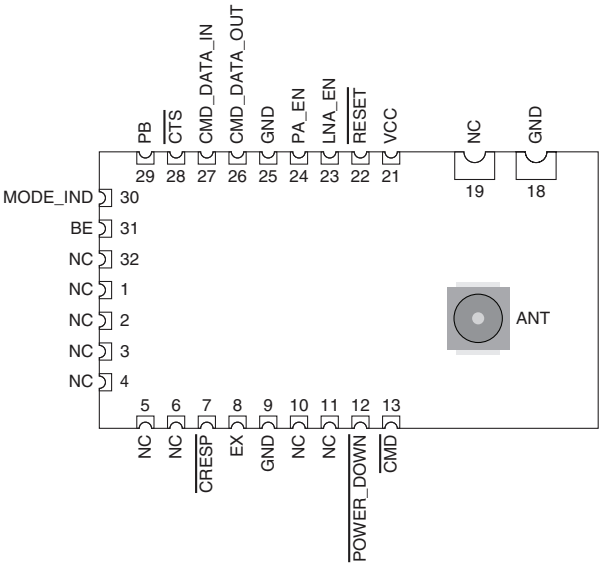 PB
CTS
CMD_DATA_IN
CMD_DATA_OUT
GND
PA_EN
LNA_EN
RESET
VCC
NC
GND
29 28 27 26 25 24 23 22 21 19 18
MODE_IND 30
BE 31
NC 32
NC 1
NC 2
NC 3
NC 4
ANT
5 6 7 8 9 10 11 12 13
NC
NC
CRESP
EX
GND
NC
NC
POWER_DOWN
CMD